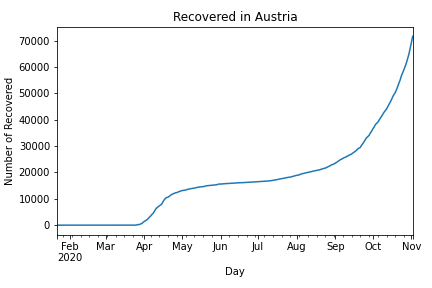 Recovered in Austria
70000
60000
50000
40000
30000
20000
10000
0
Number of Recovered
Feb Mar Apr May Jun Jul Aug Sep Oct Nov
2020
Day